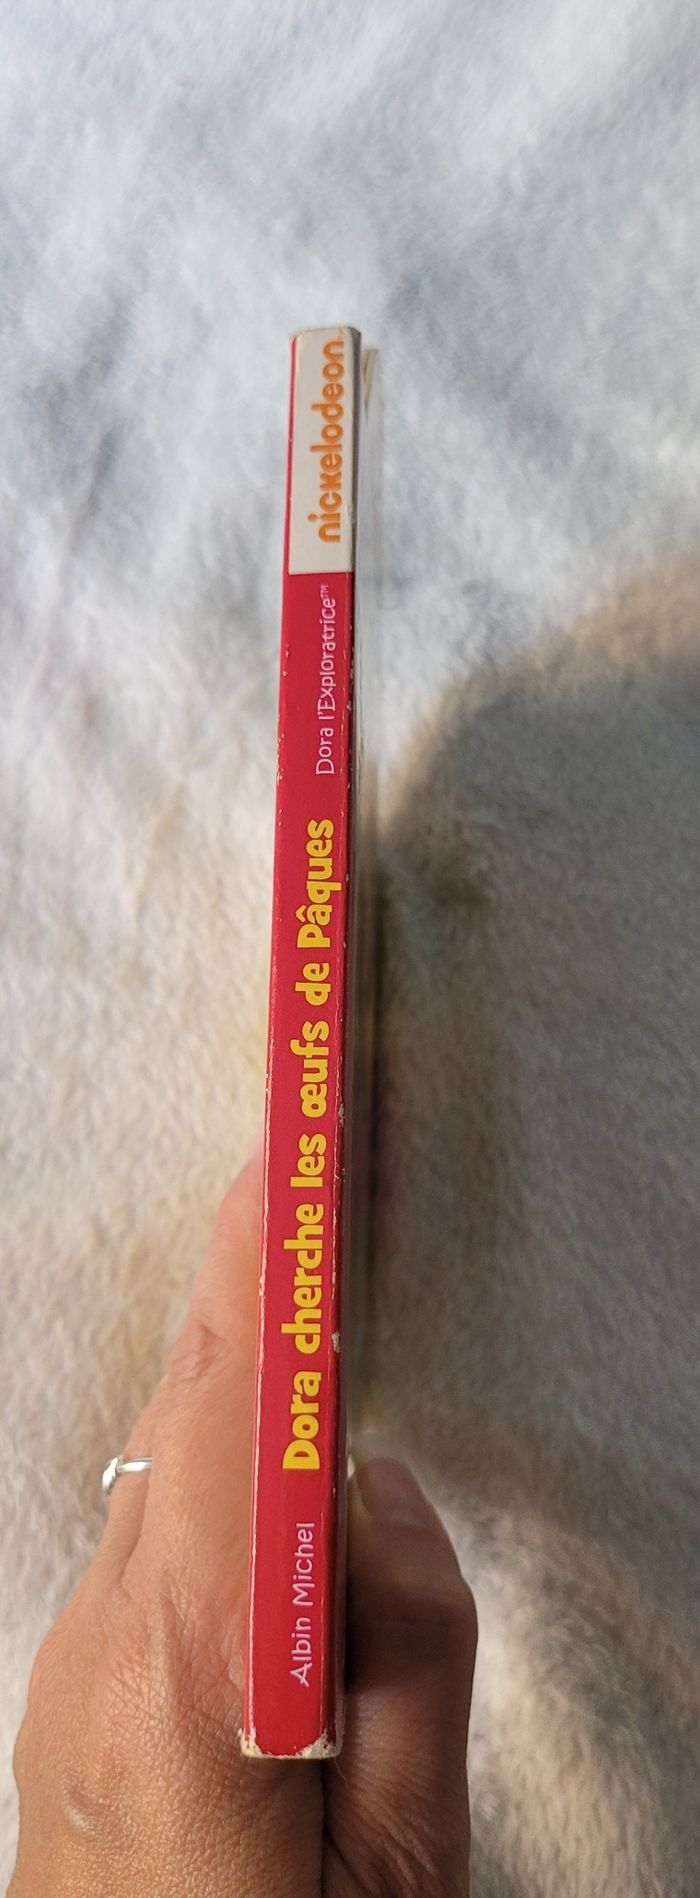 Albin Michel
Dora cherche les œufs de Pâques
Dora l'Exploratrice™
nickelodeon